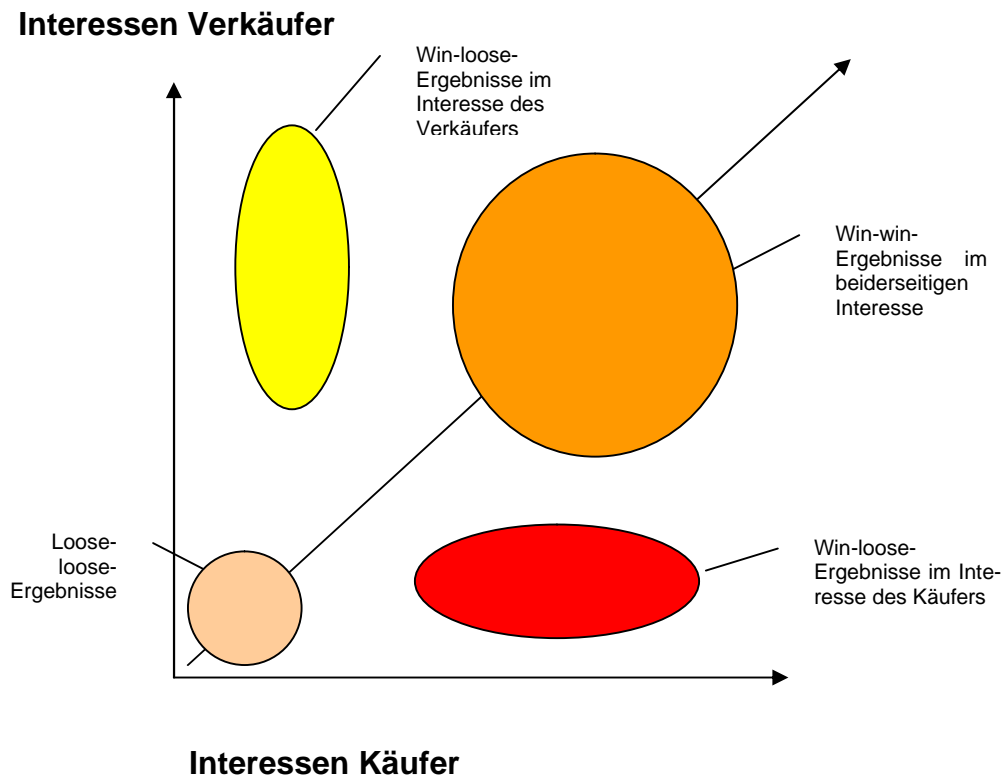 Interessen Verkäufer
Win-loose-
Ergebnisse im
Interesse des
Verkäufers
Win-win-
Ergebnisse im
beiderseitigen
Interesse
Loose-
loose-
Ergebnisse
Win-loose-
Ergebnisse im Inte-
resse des Käufers
Interessen Käufer